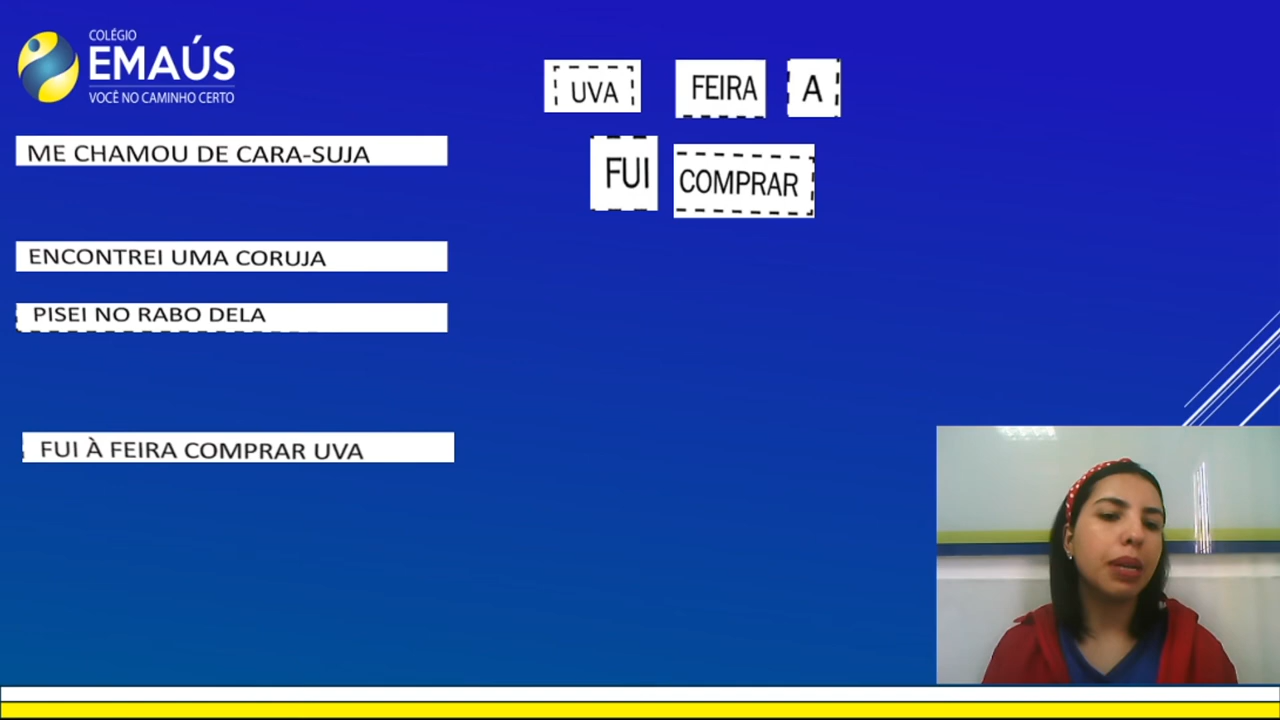 COLÉGIO
EMAÚS
VOCÊ NO CAMINHO CERTO
UVA FEIRA A
FUI COMPRAR
ME CHAMOU DE CARA-SUJA
ENCONTREI UMA CORUJA
PISEI NO RABO DELA
FUI À FEIRA COMPRAR UVA